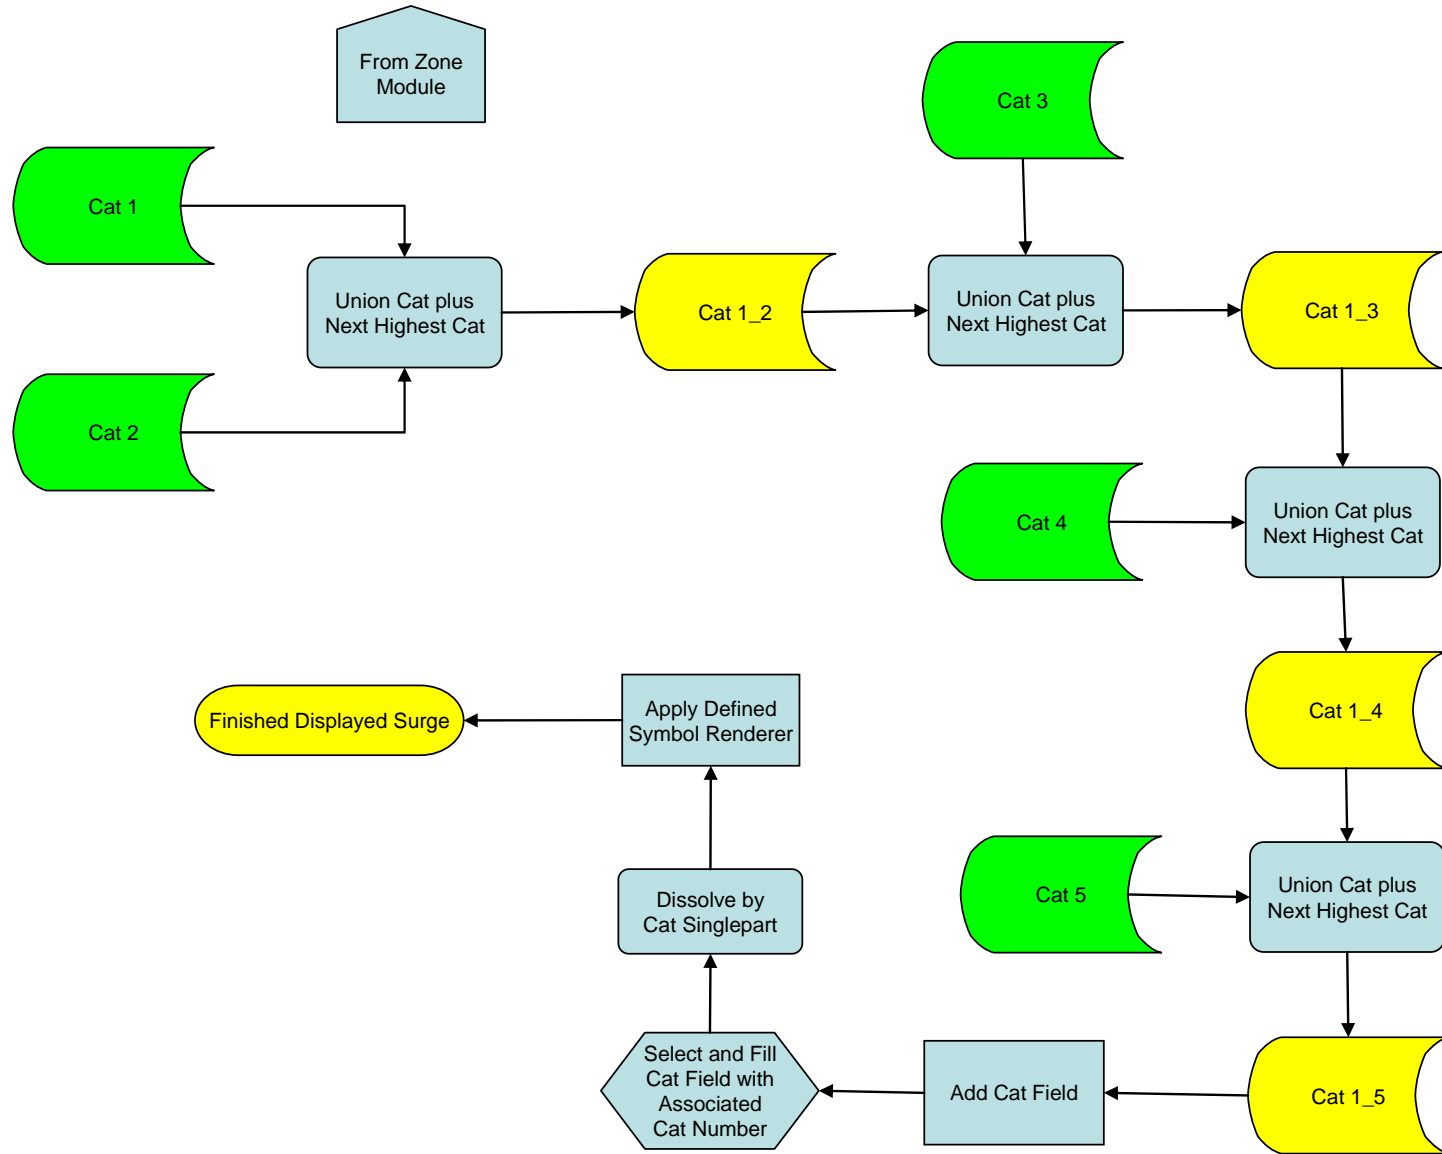 From Zone
Module
Cat 3
Cat 1
Union Cat plus
Next Highest Cat
Cat 1_2
Union Cat plus
Next Highest Cat
Cat 1_3
Cat 2
Cat 4
Union Cat plus
Next Highest Cat
Finished Displayed Surge
Apply Defined
Symbol Renderer
Cat 1_4
Dissolve by
Cat Singlepart
Cat 5
Union Cat plus
Next Highest Cat
Select and Fill
Cat Field with
Associated
Cat Number
Add Cat Field
Cat 1_5